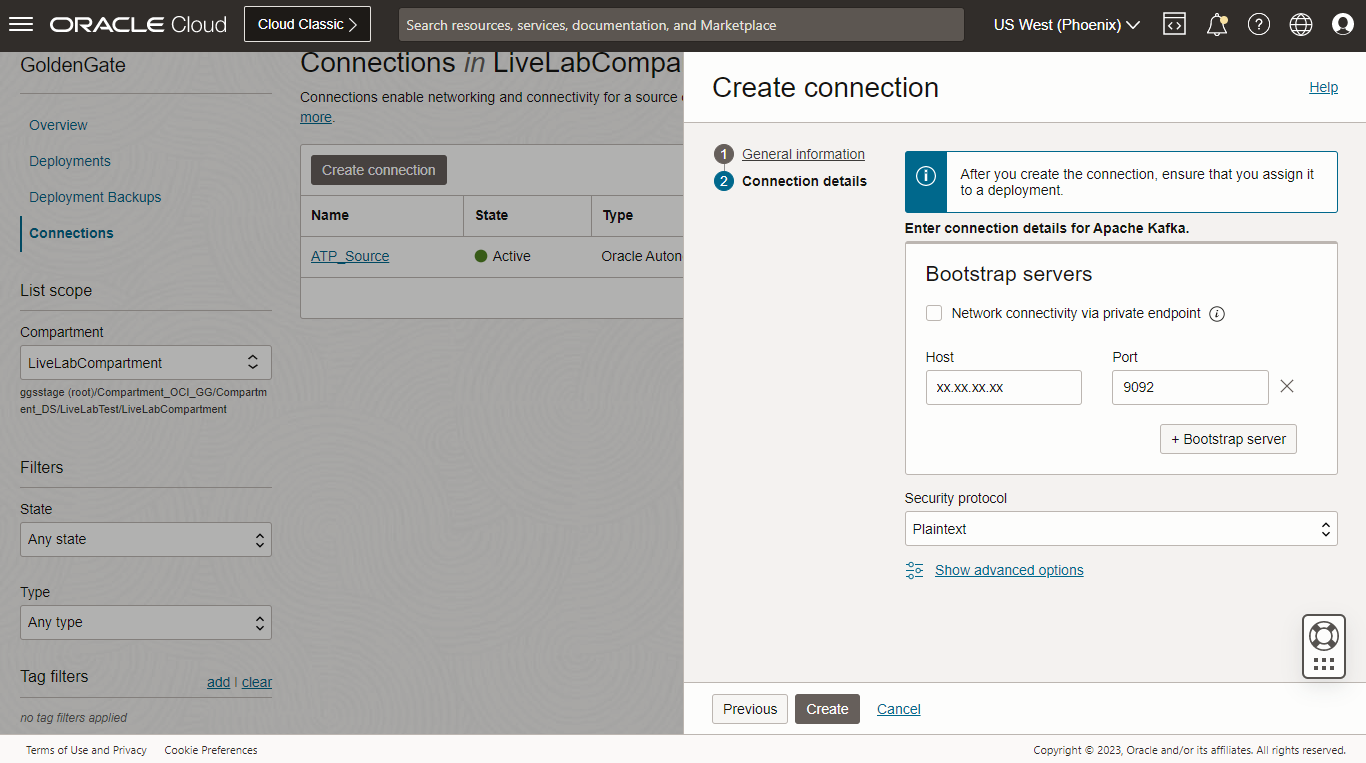 ORACLE Cloud
Cloud Classic
Search resources, services, documentation, and Marketplace
US West (Phoenix)
GoldenGate
Overview
Deployments
Deployment Backups
Connections
List scope
Compartment
LiveLabCompartment
ggsstage (root)/Compartment_OCI_GG/Compartm
ent_DS/LiveLabTest/LiveLabCompartment
Filters
State
Any state
Type
Any type
Tag filters
add | clear
no tag filters applied
Connections in LiveLabCompa
Connections enable networking and connectivity for a source
more.
Create connection
Name State Type
ATP_Source Active Oracle Auton
Create connection
Help
1 General information
2 Connection details
After you create the connection, ensure that you assign it
to a deployment.
Enter connection details for Apache Kafka.
Bootstrap servers
Network connectivity via private endpoint
Host Port
xx.xx.xx.xx 9092
+ Bootstrap server
Security protocol
Plaintext
Show advanced options
Previous Create Cancel
Terms of Use and Privacy Cookie Preferences
Copyright © 2023, Oracle and/or its affiliates. All rights reserved.